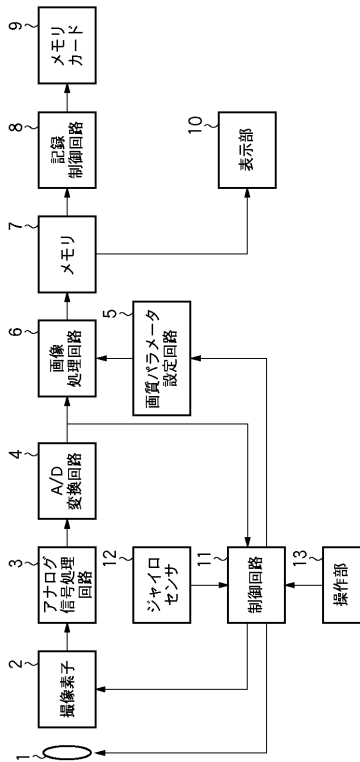 1
2
撮像素子
3
アナログ
信号処理
回路
4
A/D
変換回路
6
画像
処理回路
7
メモリ
8
記録
制御回路
9
メモリ
カード
12
ジャイロ
センサ
5
画質パラメータ
設定回路
10
表示部
11
制御回路
13
操作部